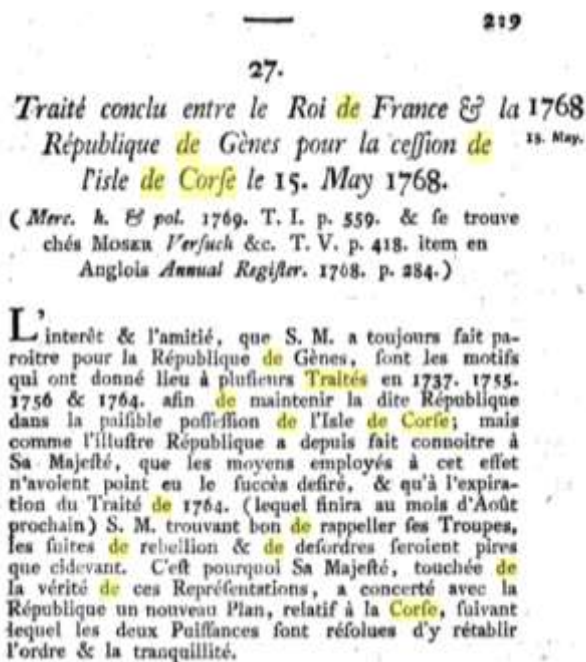 219
27.
Traité conclu entre le Roi de France & la 1768
République de Gènes pour la ceſſion de 15. May.
l'isle de Corſe le 15. May 1768.
( Merc. h. & pol. 1769. T. I. p. 559. & ſe trouve
chés MOSER Verſuch &c. T. V. p. 418. item en
Anglois Annual Regiſter. 1768. p. 284.)
L'interêt & l'amitié, que S. M. a toujours fait pa-
roitre pour la République de Gènes, ſont les motifs
qui ont donné lieu à pluſieurs Traités en 1737. 1755.
1756 & 1764. afin de maintenir la dite République
dans la paiſible poſſeſſion de l'Isle de Corſe; mais
comme l'illuſtre République a depuis fait connoitre à
Sa Majeſté, que les moyens employés à cet effet
n'avoient point eu le ſuccès deſiré, & qu'à l'expira-
tion du Traité de 1764. (lequel finira au mois d'Août
prochain) S. M. trouvant bon de rappeller ſes Troupes,
les ſuites de rebellion & de deſordres ſeroient pires
que cidevant. C'eſt pourquoi Sa Majeſté, touchée de
la vérité de ces Repréſentations, a concerté avec la
République un nouveau Plan, relatif à la Corſe, ſuivant
lequel les deux Puiſſances ſont réſolues d'y rétablir
l'ordre & la tranquillité.